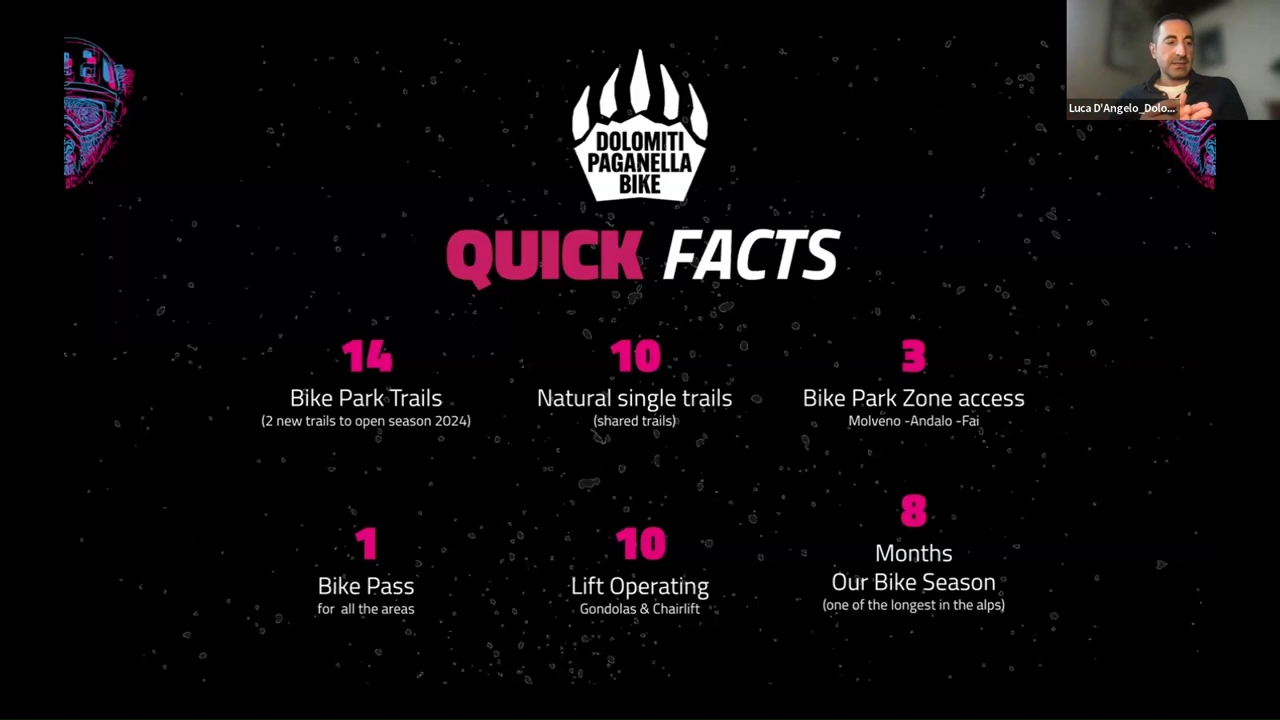 Luca D'Angelo_Dolo...
DOLOMITI
PAGANELLA
BIKE
QUICK FACTS
14
Bike Park Trails
(2 new trails to open season 2024)
10
Natural single trails
(shared trails)
3
Bike Park Zone access
Molveno -Andalo -Fai
1
Bike Pass
for all the areas
10
Lift Operating
Gondolas & Chairlift
8
Months
Our Bike Season
(one of the longest in the alps)